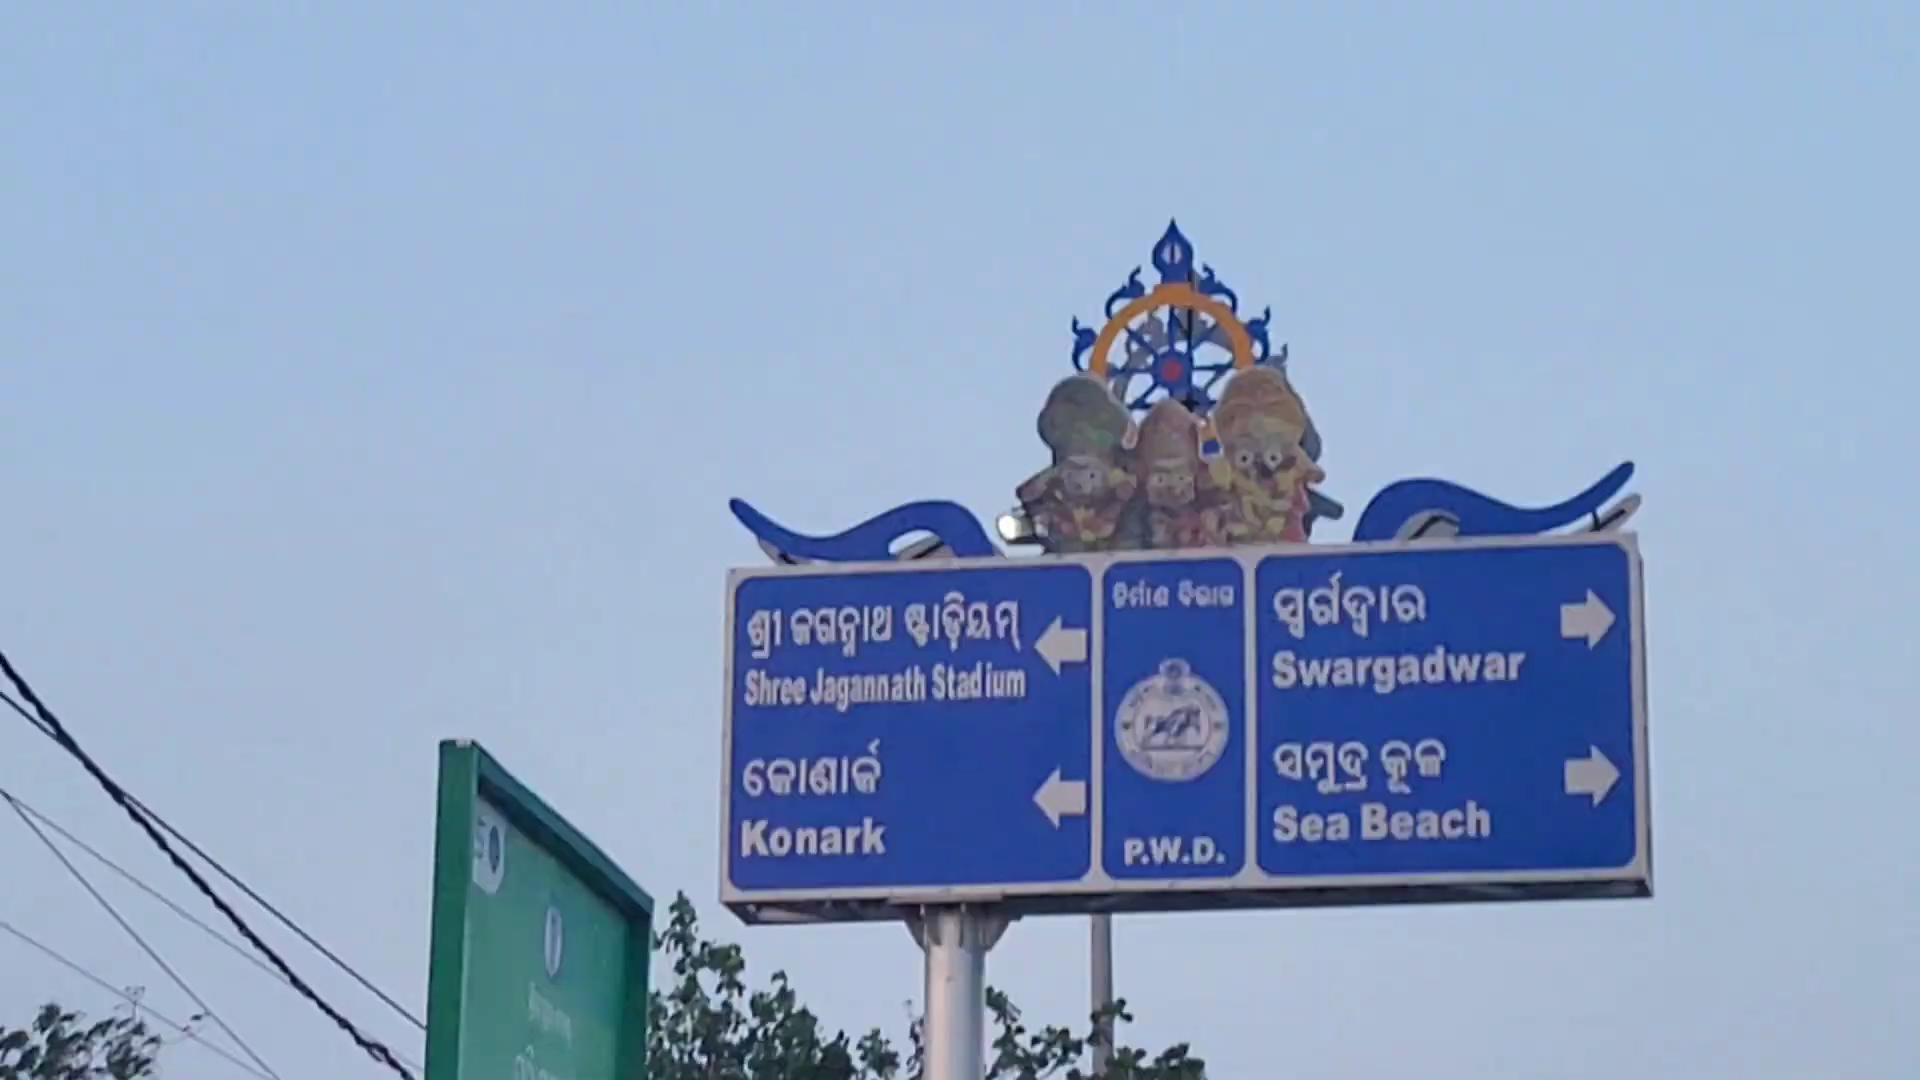 ଶ୍ରୀ ଜଗନ୍ନାଥ ଷ୍ଟାଡ଼ିୟମ୍
Shree Jagannath Stadium
କୋଣାର୍କ
Konark
ନିର୍ମାଣ ବିଭାଗ
P.W.D.
ସ୍ୱର୍ଗଦ୍ୱାର
Swargadwar
ସମୁଦ୍ର କୂଳ
Sea Beach